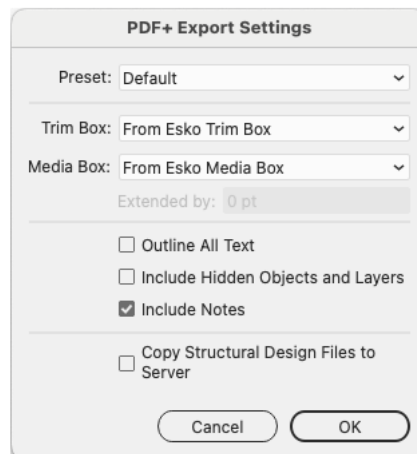 PDF+ Export Settings
Preset: Default
Trim Box: From Esko Trim Box
Media Box: From Esko Media Box
Extended by: 0 pt
Outline All Text
Include Hidden Objects and Layers
Include Notes
Copy Structural Design Files to
Server
Cancel OK